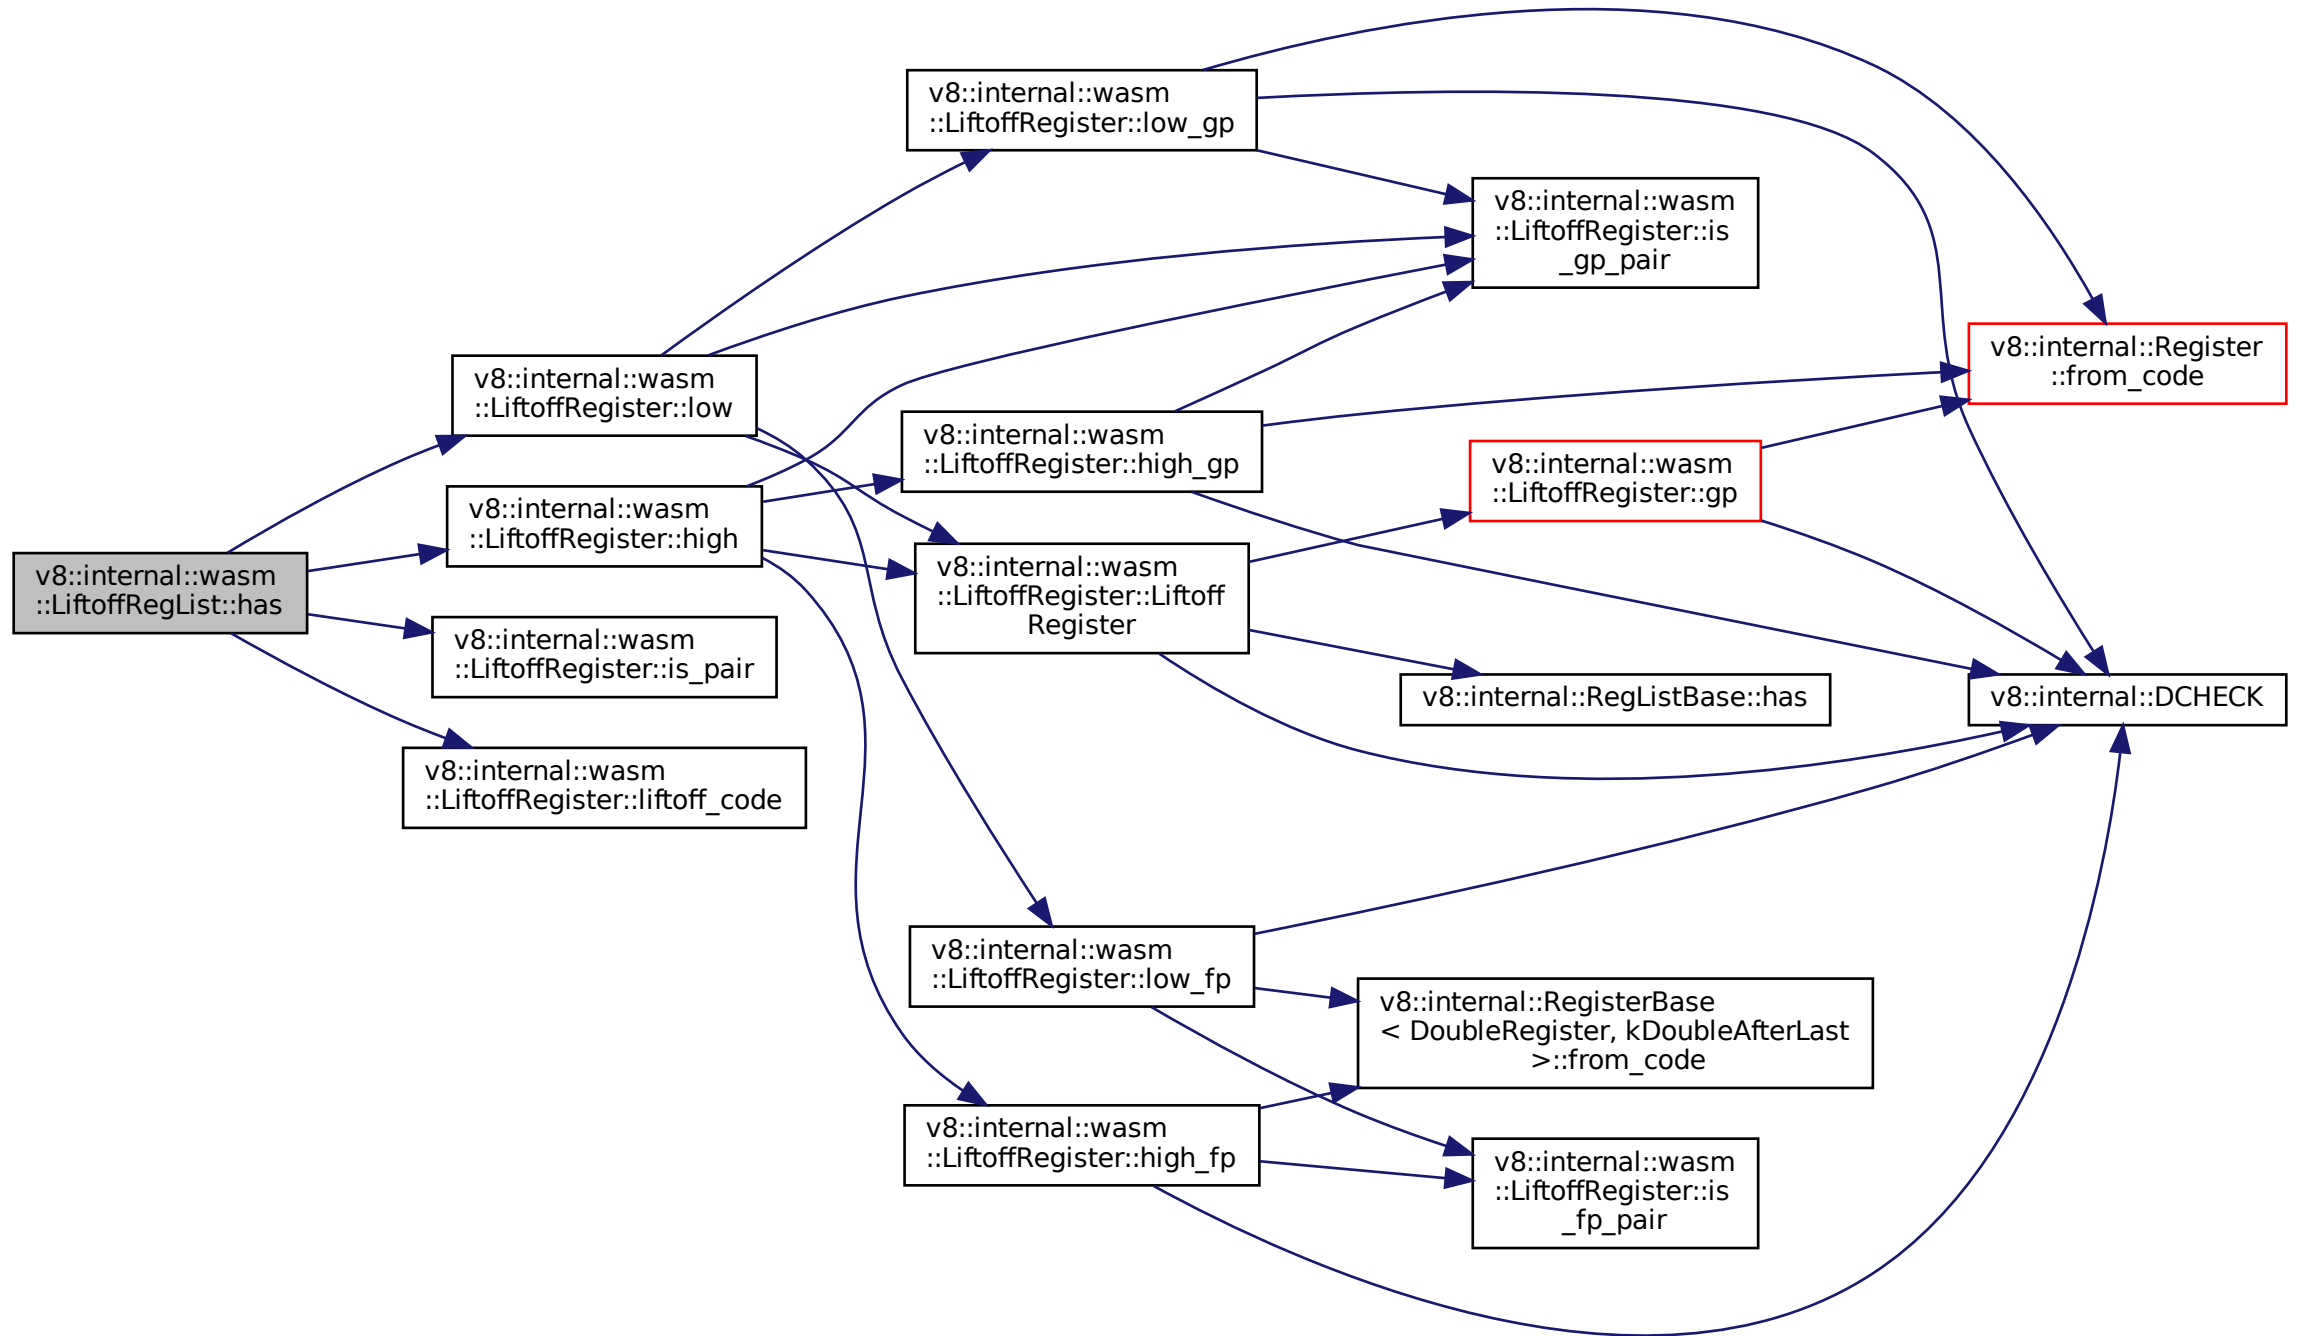 v8::internal::wasm
::LiftoffRegList::has
v8::internal::wasm
::LiftoffRegister::low
v8::internal::wasm
::LiftoffRegister::high
v8::internal::wasm
::LiftoffRegister::is_pair
v8::internal::wasm
::LiftoffRegister::liftoff_code
v8::internal::wasm
::LiftoffRegister::low_gp
v8::internal::wasm
::LiftoffRegister::high_gp
v8::internal::wasm
::LiftoffRegister::Liftoff
Register
v8::internal::wasm
::LiftoffRegister::low_fp
v8::internal::wasm
::LiftoffRegister::high_fp
v8::internal::wasm
::LiftoffRegister::is
_gp_pair
v8::internal::wasm
::LiftoffRegister::gp
v8::internal::RegListBase::has
v8::internal::RegisterBase
< DoubleRegister, kDoubleAfterLast
>::from_code
v8::internal::wasm
::LiftoffRegister::is
_fp_pair
v8::internal::Register
::from_code
v8::internal::DCHECK